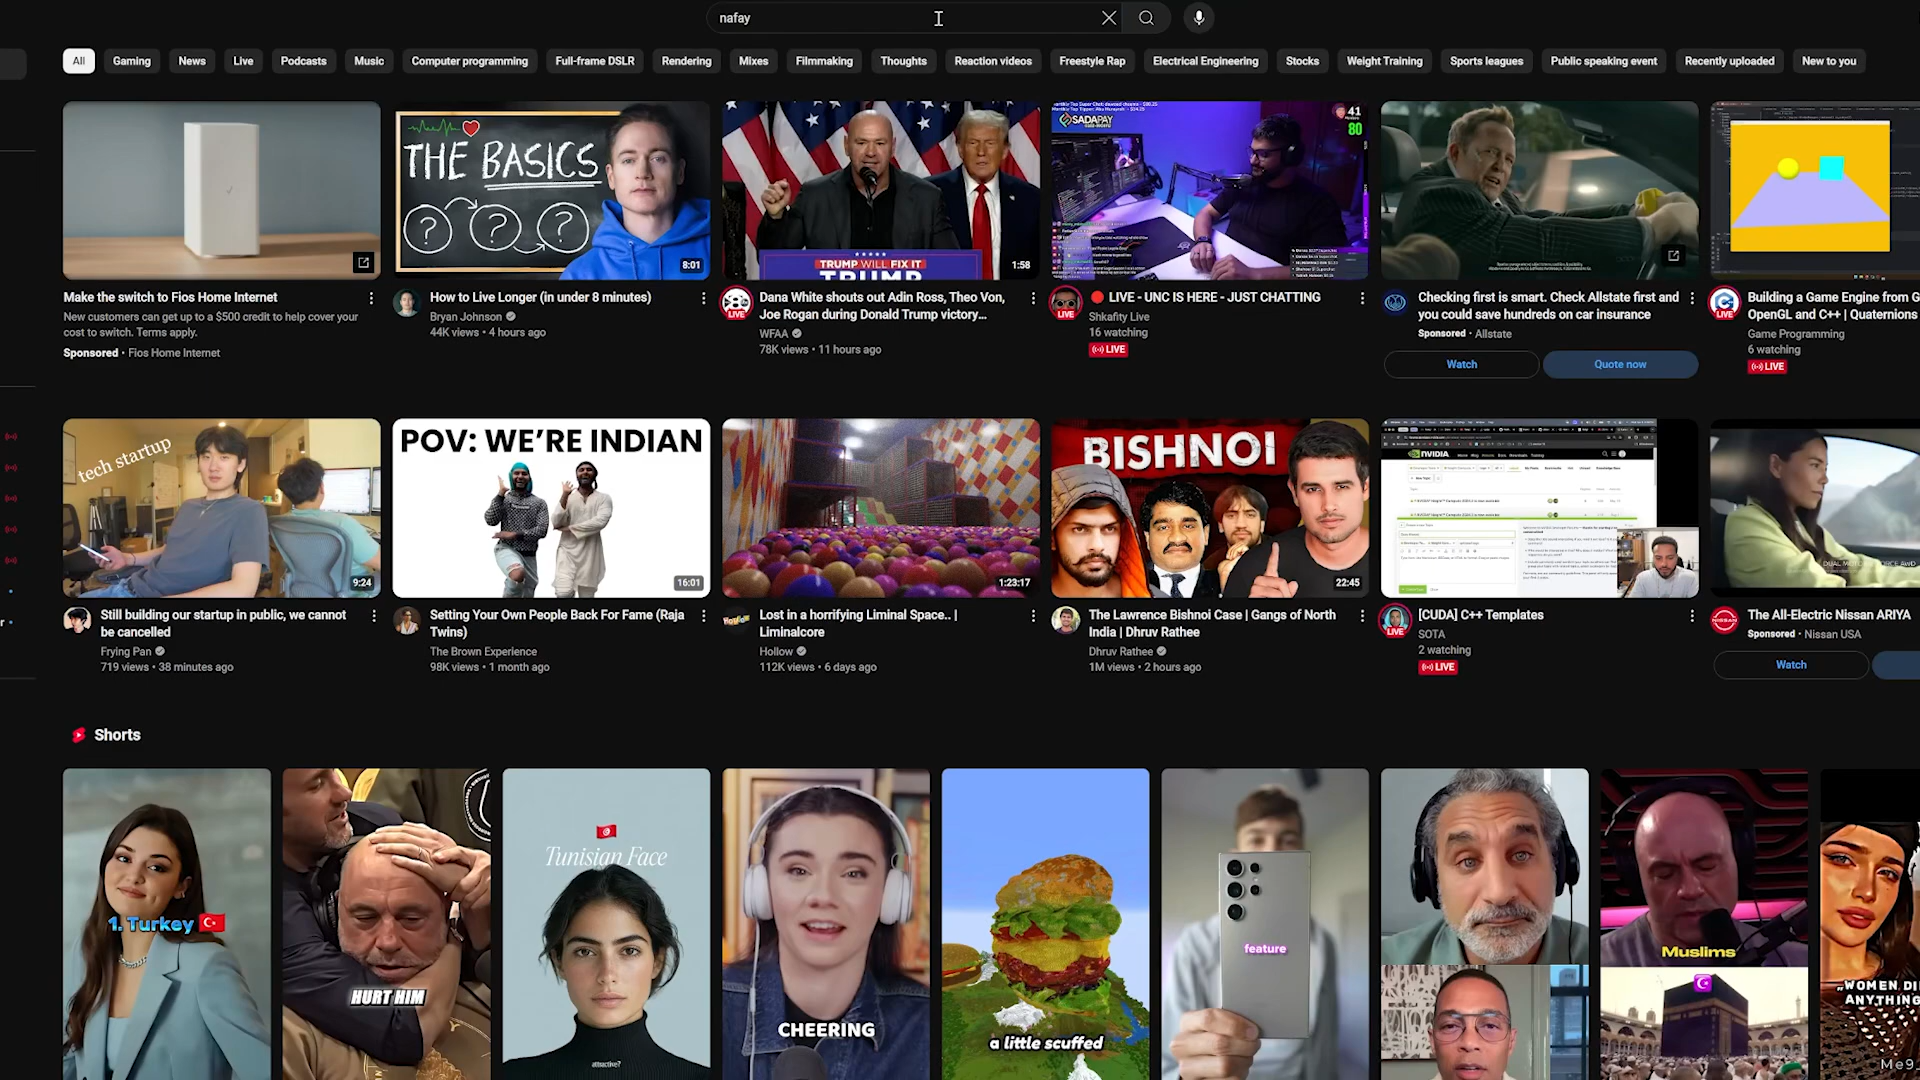 nafay
All
Gaming
News
Live
Podcasts
Music
Computer programming
Full-frame DSLR
Rendering
Mixes
Filmmaking
Thoughts
Reaction videos
Freestyle Rap
Electrical Engineering
Stocks
Weight Training
Sports leagues
Public speaking event
Recently uploaded
New to you
THE BASICS
? ? ?
8:01
TRUMP WILL FIX IT
TRUMP
1:58
SADAPAY
41
80
Make the switch to Fios Home Internet
New customers can get up to a $500 credit to help cover your
cost to switch. Terms apply.
Sponsored • Fios Home Internet
How to Live Longer (in under 8 minutes)
Bryan Johnson
44K views • 4 hours ago
LIVE
Dana White shouts out Adin Ross, Theo Von,
Joe Rogan during Donald Trump victory…
WFAA
78K views • 11 hours ago
LIVE
🔴 LIVE - UNC IS HERE - JUST CHATTING
Shkafity Live
16 watching
LIVE
Checking first is smart. Check Allstate first and
you could save hundreds on car insurance
Sponsored • Allstate
Watch
Quote now
LIVE
Building a Game Engine from
OpenGL and C++ | Quaternions
Game Programming
6 watching
LIVE
tech startup
9:24
POV: WE'RE INDIAN
16:01
1:23:17
BISHNOI
22:45
NVIDIA
Still building our startup in public, we cannot
be cancelled
Frying Pan
719 views • 38 minutes ago
Setting Your Own People Back For Fame (Raja
Twins)
The Brown Experience
98K views • 1 month ago
Lost in a horrifying Liminal Space.. |
Liminalcore
Hollow
112K views • 6 days ago
The Lawrence Bishnoi Case | Gangs of North
India | Dhruv Rathee
Dhruv Rathee
1M views • 2 hours ago
LIVE
[CUDA] C++ Templates
SOTA
2 watching
LIVE
The All-Electric Nissan ARIYA
Sponsored • Nissan USA
Watch
Shorts
1. Turkey
HURT HIM
Tunisian Face
attractive?
CHEERING
a little scuffed
feature
Muslims
„WOMEN
ANYTHING